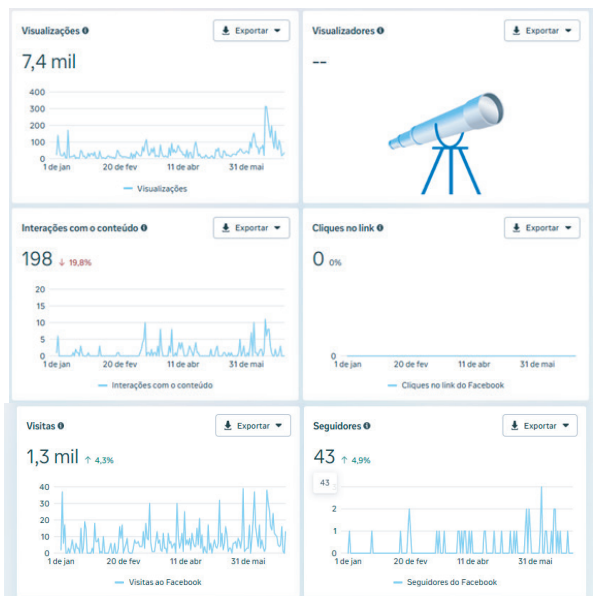 Visualizações
Exportar
7,4 mil
400
300
200
100
0
1 de jan 20 de fev 11 de abr 31 de mai
Visualizações
Visualizadores
Exportar
--
Interações com o conteúdo
Exportar
198 ↓ 19,8%
20
15
10
5
0
1 de jan 20 de fev 11 de abr 31 de mai
Interações com o conteúdo
Cliques no link
Exportar
0 0%
0
1 de jan 20 de fev 11 de abr 31 de mai
Cliques no link do Facebook
Visitas
Exportar
1,3 mil ↑ 4,3%
40
30
20
10
0
1 de jan 20 de fev 11 de abr 31 de mai
Visitas ao Facebook
Seguidores
Exportar
43 ↑ 4,9%
43
2
1
0
1 de jan 20 de fev 11 de abr 31 de mai
Seguidores do Facebook